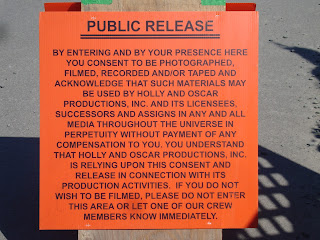 PUBLIC RELEASE
BY ENTERING AND BY YOUR PRESENCE HERE
YOU CONSENT TO BE PHOTOGRAPHED,
FILMED, RECORDED AND/OR TAPED AND
ACKNOWLEDGE THAT SUCH MATERIALS MAY
BE USED BY HOLLY AND OSCAR
PRODUCTIONS, INC. AND ITS LICENSEES,
SUCCESSORS AND ASSIGNS IN ANY AND ALL
MEDIA THROUGHOUT THE UNIVERSE IN
PERPETUITY WITHOUT PAYMENT OF ANY
COMPENSATION TO YOU. YOU UNDERSTAND
THAT HOLLY AND OSCAR PRODUCTIONS, INC.
IS RELYING UPON THIS CONSENT AND
RELEASE IN CONNECTION WITH ITS
PRODUCTION ACTIVITIES. IF YOU DO NOT
WISH TO BE FILMED, PLEASE DO NOT ENTER
THIS AREA OR LET ONE OF OUR CREW
MEMBERS KNOW IMMEDIATELY.